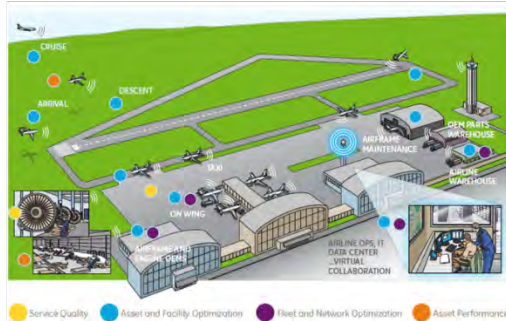 CRUISE
DESCENT
ARRIVAL
OEM PARTS
WAREHOUSE
AIRFRAME
MAINTENANCE
TAXI
AIRLINE
WAREHOUSE
ON WING
AIRFRAME AND
ENGINE OEMS
AIRLINE OPS, IT
DATA CENTER
...VIRTUAL
COLLABORATION
Service Quality
Asset and Facility Optimization
Fleet and Network Optimization
Asset Performance